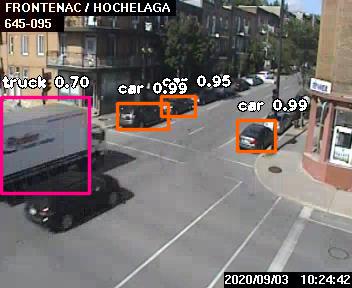 FRONTENAC / HOCHELAGA
645-095
truck 0.70
car 0.99
car 0.95
car 0.99
2020/09/03 10:24:42